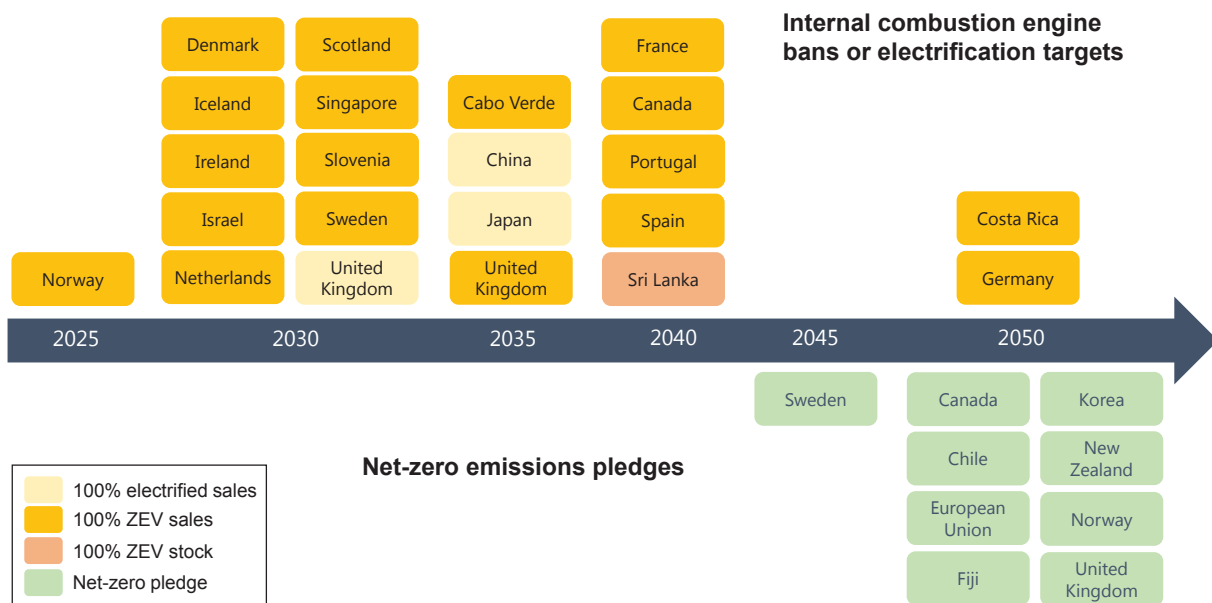 Internal combustion engine
bans or electrification targets
Denmark
Scotland
France
Iceland
Singapore
Cabo Verde
Canada
Ireland
Slovenia
China
Portugal
Israel
Sweden
Japan
Spain
Costa Rica
Norway
Netherlands
United
Kingdom
United
Kingdom
Sri Lanka
Germany
2025
2030
2035
2040
2045
2050
Sweden
Canada
Korea
Net-zero emissions pledges
Chile
New
Zealand
European
Union
Norway
Fiji
United
Kingdom
100% electrified sales
100% ZEV sales
100% ZEV stock
Net-zero pledge